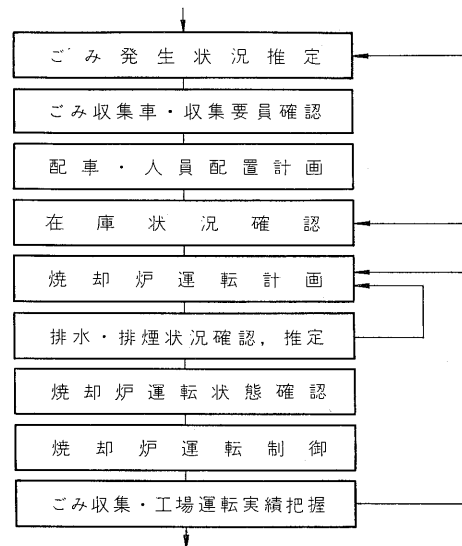 ごみ発生状況推定
ごみ収集車・収集要員確認
配車・人員配置計画
在庫状況確認
焼却炉運転計画
排水・排煙状況確認，推定
焼却炉運転状態確認
焼却炉運転制御
ごみ収集・工場運転実績把握